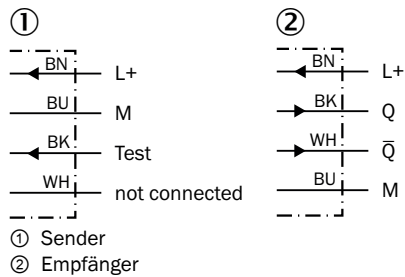 ①
BN L+
BU M
BK Test
WH not connected
②
BN L+
BK Q
WH Q̅
BU M
① Sender
② Empfänger